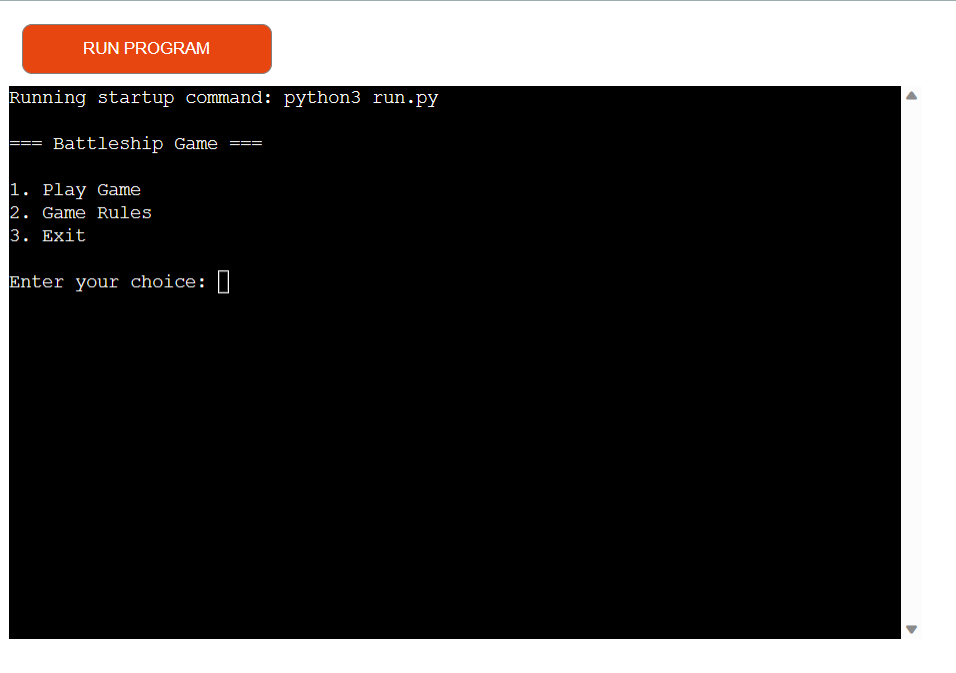 RUN PROGRAM
Running startup command: python3 run.py
=== Battleship Game ===
1. Play Game
2. Game Rules
3. Exit
Enter your choice: